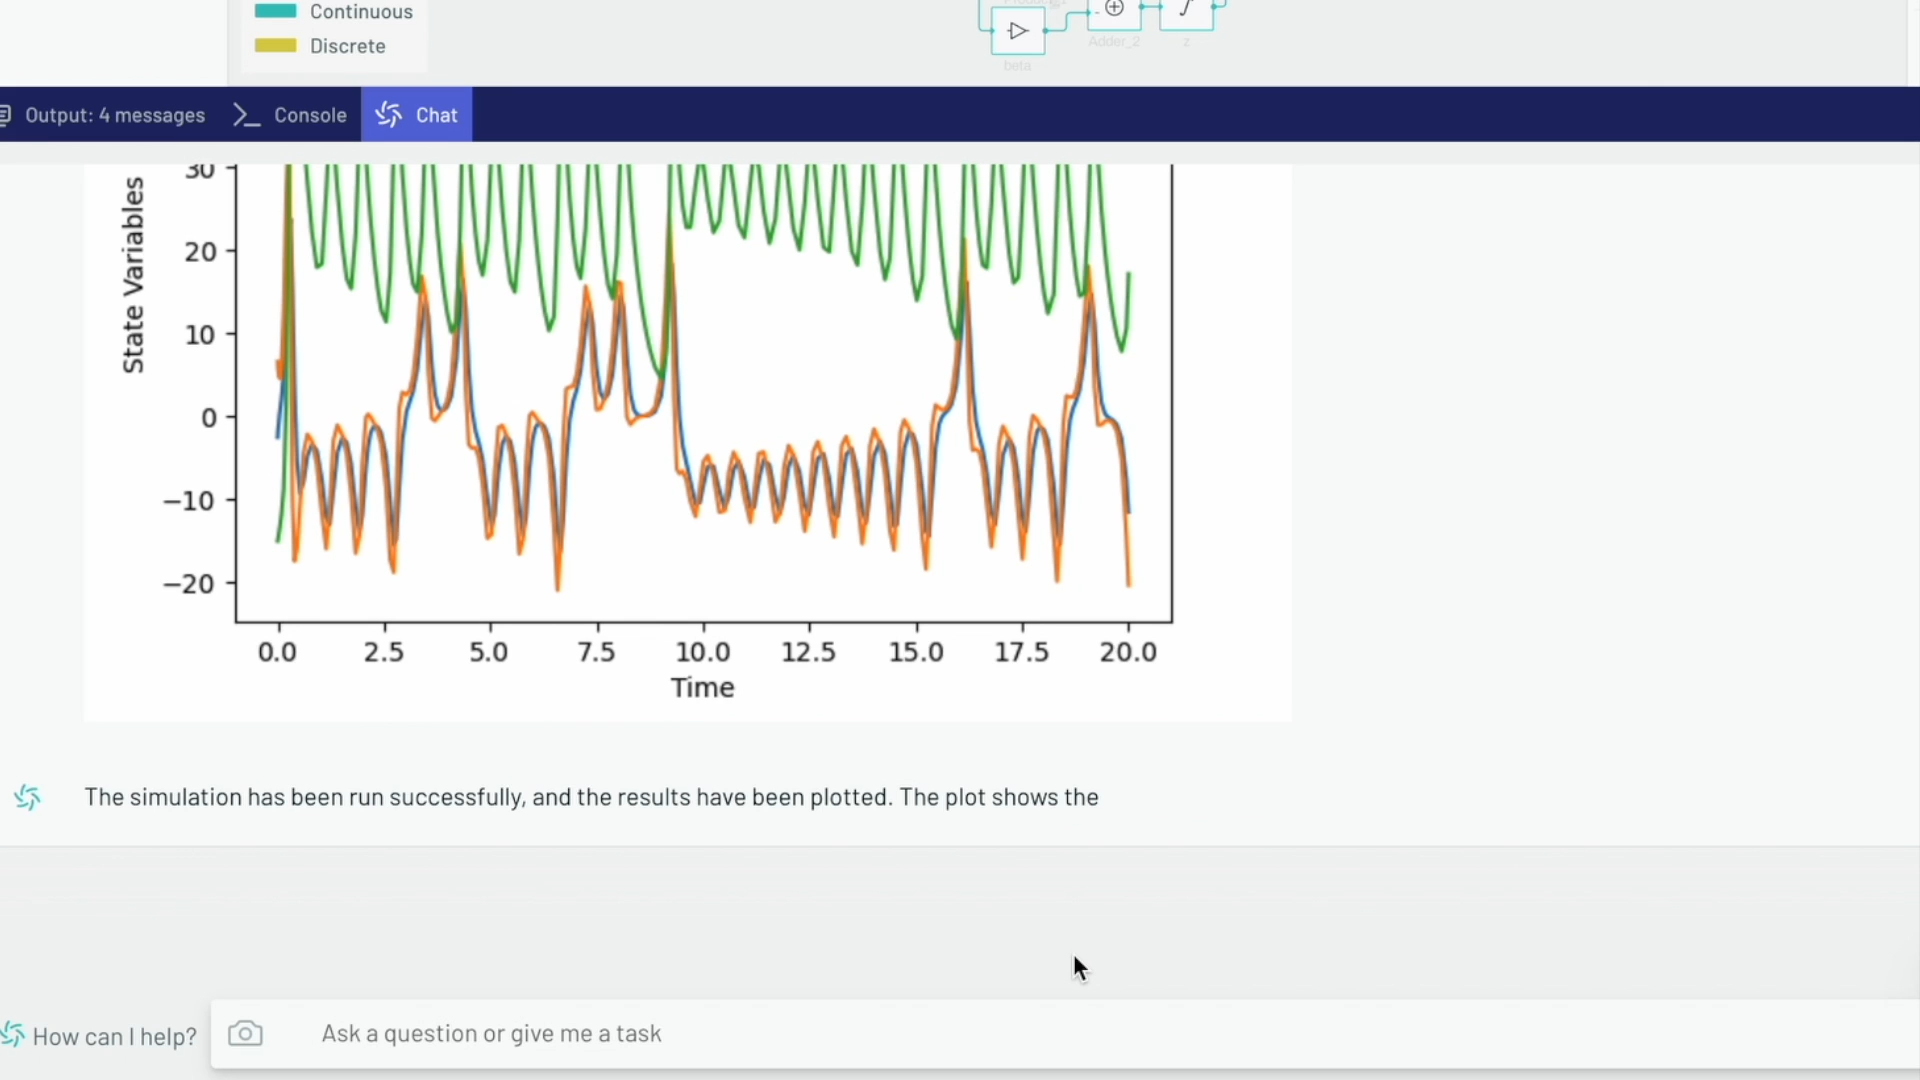 Continuous
Discrete
Adder_2
z
beta
Output: 4 messages
Console
Chat
State Variables
30
20
10
0
−10
−20
0.0 2.5 5.0 7.5 10.0 12.5 15.0 17.5 20.0
Time
The simulation has been run successfully, and the results have been plotted. The plot shows the
How can I help?
Ask a question or give me a task